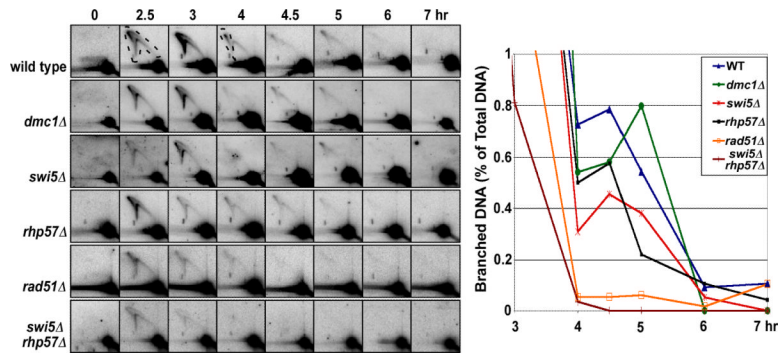 0 2.5 3 4 4.5 5 6 7 hr
wild type
dmc1Δ
swi5Δ
rhp57Δ
rad51Δ
swi5Δ
rhp57Δ
Branched DNA (% of Total DNA)
1
0.8
0.6
0.4
0.2
0
3 4 5 6 7 hr
WT
dmc1Δ
swi5Δ
rhp57Δ
rad51Δ
swi5Δ
rhp57Δ